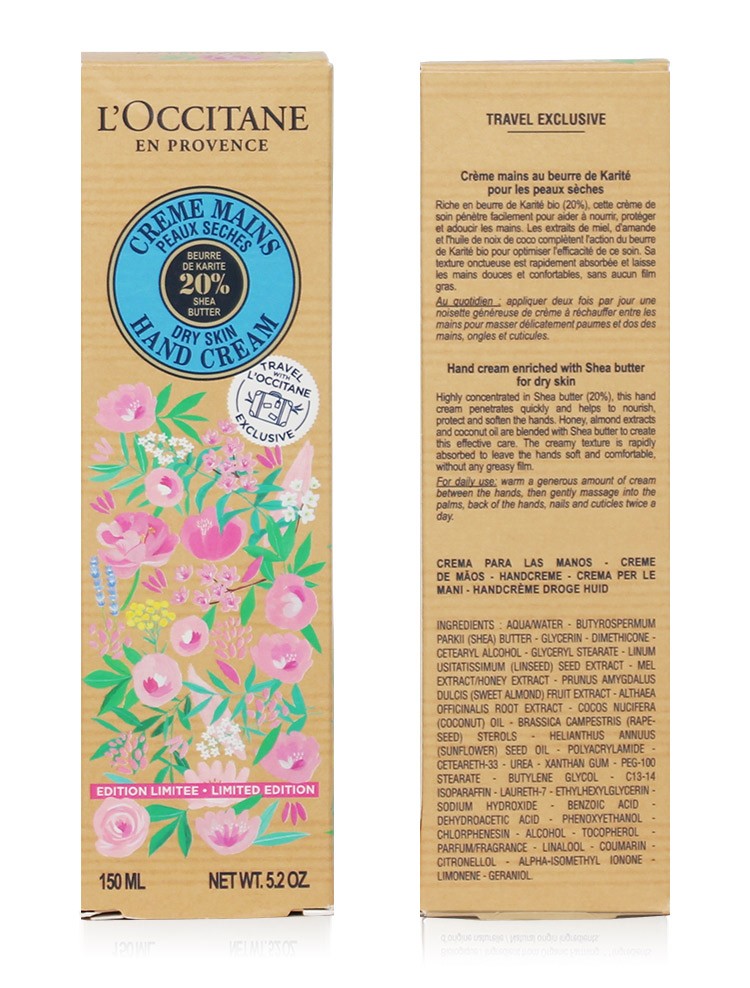 L'OCCITANE
EN PROVENCE
CRÈME MAINS
PEAUX SÈCHES
BEURRE
DE KARITE
20%
SHEA
BUTTER
DRY SKIN
HAND CREAM
TRAVEL
WITH
L'OCCITANE
EXCLUSIVE
EDITION LIMITEE • LIMITED EDITION
150 ML NET WT. 5.2 OZ.
TRAVEL EXCLUSIVE
Crème mains au beurre de Karité
pour les peaux sèches
Riche en beurre de Karité bio (20%), cette crème de
soin pénètre facilement pour aider à nourrir, protéger
et adoucir les mains. Les extraits de miel, d'amande
et l'huile de noix de coco complètent l'action du beurre
de Karité bio pour optimiser l'efficacité de ce soin. Sa
texture onctueuse est rapidement absorbée et laisse
les mains douces et confortables, sans aucun film
gras.
Au quotidien : appliquer deux fois par jour une
noisette généreuse de crème à réchauffer entre les
mains pour masser délicatement paumes et dos des
mains, ongles et cuticules.
Hand cream enriched with Shea butter
for dry skin
Highly concentrated in Shea butter (20%), this hand
cream penetrates quickly and helps to nourish,
protect and soften the hands. Honey, almond extracts
and coconut oil are blended with Shea butter to create
this effective care. The creamy texture is rapidly
absorbed to leave the hands soft and comfortable,
without any greasy film.
For daily use: warm a generous amount of cream
between the hands, then gently massage into the
palms, back of the hands, nails and cuticles twice a
day.
CREMA PARA LAS MANOS - CREME
DE MÃOS - HANDCREME - CREMA PER LE
MANI - HANDCRÈME DROGE HUID
INGREDIENTS : AQUA/WATER - BUTYROSPERMUM
PARKII (SHEA) BUTTER - GLYCERIN - DIMETHICONE -
CETEARYL ALCOHOL - GLYCERYL STEARATE - LINUM
USITATISSIMUM (LINSEED) SEED EXTRACT - MEL
EXTRACT/HONEY EXTRACT - PRUNUS AMYGDALUS
DULCIS (SWEET ALMOND) FRUIT EXTRACT - ALTHAEA
OFFICINALIS ROOT EXTRACT - COCOS NUCIFERA
(COCONUT) OIL - BRASSICA CAMPESTRIS (RAPE-
SEED) STEROLS - HELIANTHUS ANNUUS
(SUNFLOWER) SEED OIL - POLYACRYLAMIDE -
CETEARETH-33 - UREA - XANTHAN GUM - PEG-100
STEARATE - BUTYLENE GLYCOL - C13-14
ISOPARAFFIN - LAURETH-7 - ETHYLHEXYLGLYCERIN -
SODIUM HYDROXIDE - BENZOIC ACID -
DEHYDROACETIC ACID - PHENOXYETHANOL -
CHLORPHENESIN - ALCOHOL - TOCOPHEROL -
PARFUM/FRAGRANCE - LINALOOL - COUMARIN -
CITRONELLOL - ALPHA-ISOMETHYL IONONE -
LIMONENE - GERANIOL.